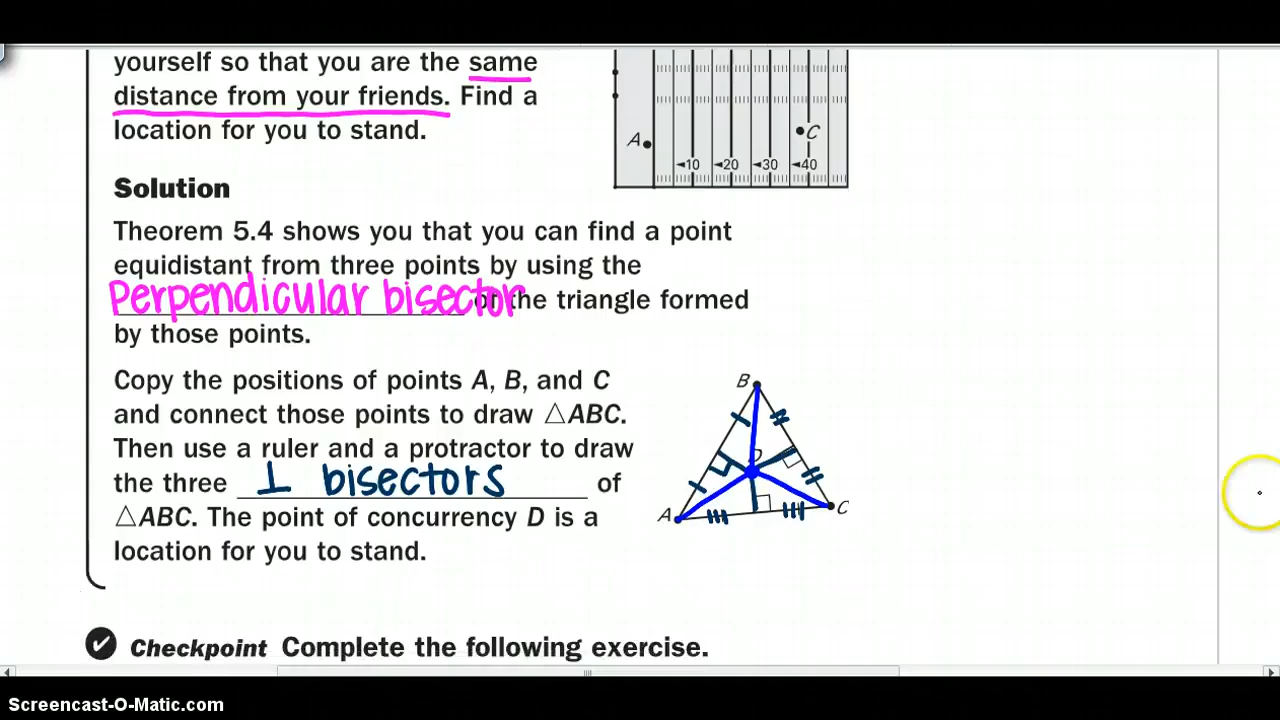 yourself so that you are the same
distance from your friends. Find a
location for you to stand.
A
C
◄10 ◄20 ◄30 ◄40
Solution
Theorem 5.4 shows you that you can find a point
equidistant from three points by using the
Perpendicular bisector of the triangle formed
by those points.
Copy the positions of points A, B, and C
and connect those points to draw △ABC.
Then use a ruler and a protractor to draw
the three ⊥ bisectors of
△ABC. The point of concurrency D is a
location for you to stand.
B
D
A
C
Checkpoint Complete the following exercise.
Screencast-O-Matic.com